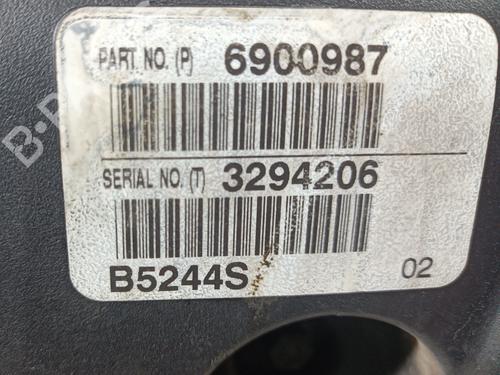 PART NO. (P) 6900987
SERIAL NO. (T) 3294206
B5244S 02